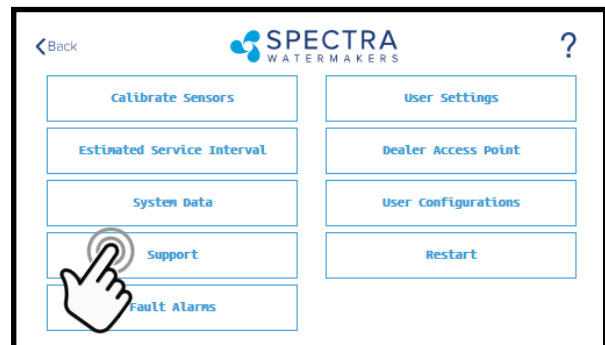 Back
SPECTRA
WATERMAKERS
?
Calibrate Sensors
User Settings
Estimated Service Interval
Dealer Access Point
System Data
User Configurations
Support
Restart
Fault Alarms